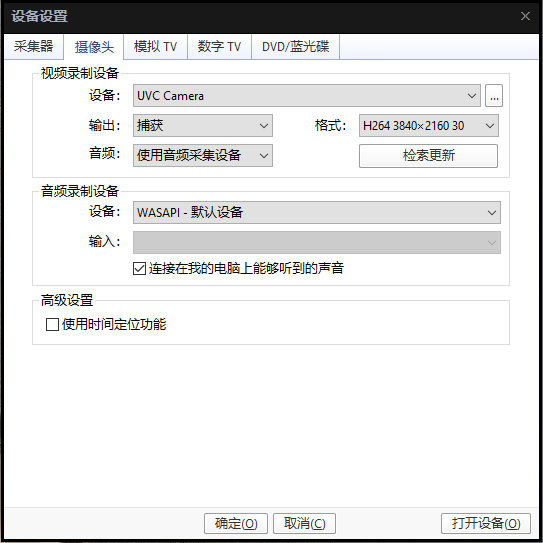 设备设置
采集器 摄像头 模拟 TV 数字 TV DVD/蓝光碟
视频录制设备
设备： UVC Camera ...
输出： 捕获 格式： H264 3840×2160 30
音频： 使用音频采集设备 检索更新
音频录制设备
设备： WASAPI - 默认设备
输入：
连接在我的电脑上能够听到的声音
高级设置
使用时间定位功能
确定(O) 取消(C) 打开设备(O)